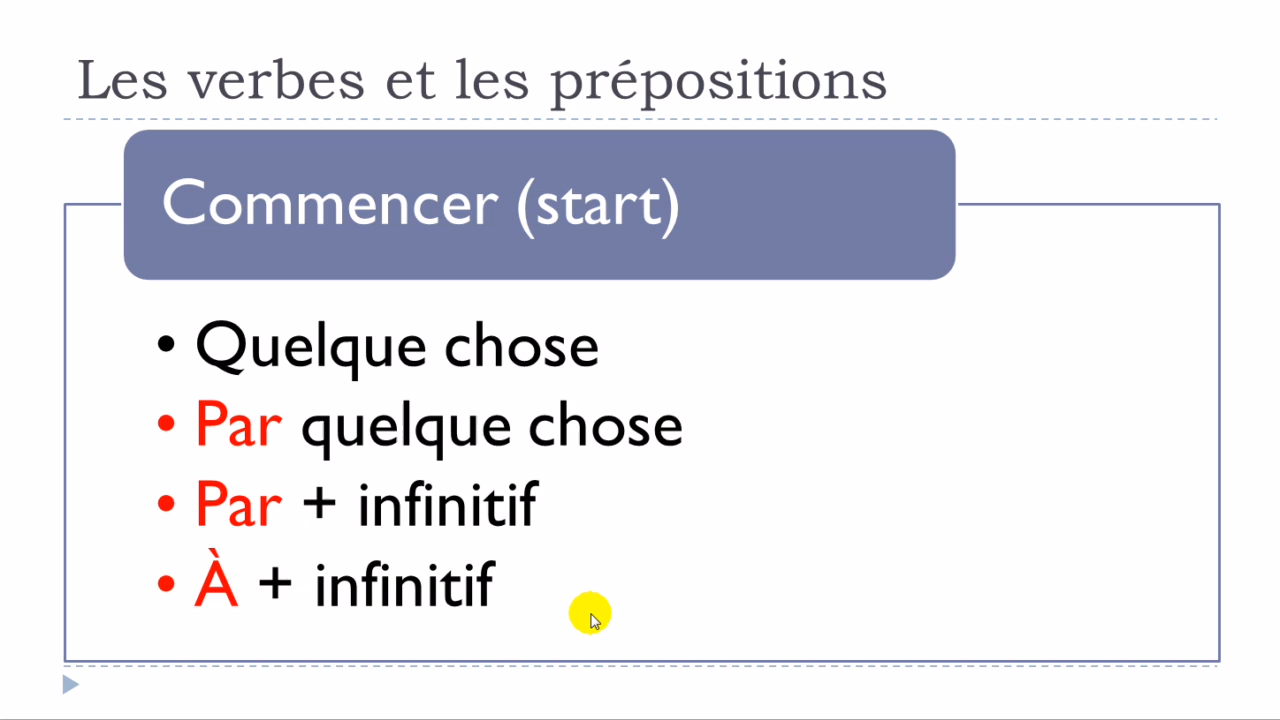 Les verbes et les prépositions
Commencer (start)
• Quelque chose
• Par quelque chose
• Par + infinitif
• À + infinitif